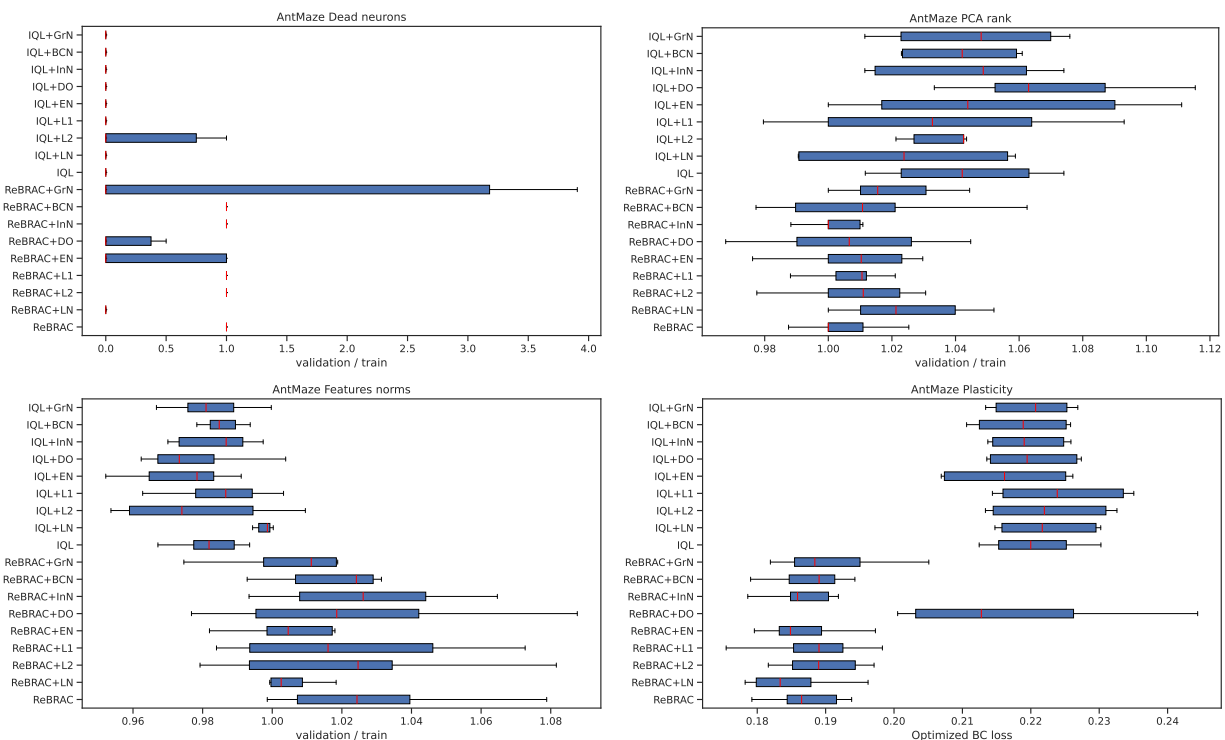 AntMaze Dead neurons
IQL+GrN
IQL+BCN
IQL+InN
IQL+DO
IQL+EN
IQL+L1
IQL+L2
IQL+LN
IQL
ReBRAC+GrN
ReBRAC+BCN
ReBRAC+InN
ReBRAC+DO
ReBRAC+EN
ReBRAC+L1
ReBRAC+L2
ReBRAC+LN
ReBRAC
0.0 0.5 1.0 1.5 2.0 2.5 3.0 3.5 4.0
validation / train
AntMaze PCA rank
IQL+GrN
IQL+BCN
IQL+InN
IQL+DO
IQL+EN
IQL+L1
IQL+L2
IQL+LN
IQL
ReBRAC+GrN
ReBRAC+BCN
ReBRAC+InN
ReBRAC+DO
ReBRAC+EN
ReBRAC+L1
ReBRAC+L2
ReBRAC+LN
ReBRAC
0.98 1.00 1.02 1.04 1.06 1.08 1.10 1.12
validation / train
AntMaze Features norms
IQL+GrN
IQL+BCN
IQL+InN
IQL+DO
IQL+EN
IQL+L1
IQL+L2
IQL+LN
IQL
ReBRAC+GrN
ReBRAC+BCN
ReBRAC+InN
ReBRAC+DO
ReBRAC+EN
ReBRAC+L1
ReBRAC+L2
ReBRAC+LN
ReBRAC
0.96 0.98 1.00 1.02 1.04 1.06 1.08
validation / train
AntMaze Plasticity
IQL+GrN
IQL+BCN
IQL+InN
IQL+DO
IQL+EN
IQL+L1
IQL+L2
IQL+LN
IQL
ReBRAC+GrN
ReBRAC+BCN
ReBRAC+InN
ReBRAC+DO
ReBRAC+EN
ReBRAC+L1
ReBRAC+L2
ReBRAC+LN
ReBRAC
0.18 0.19 0.20 0.21 0.22 0.23 0.24
Optimized BC loss